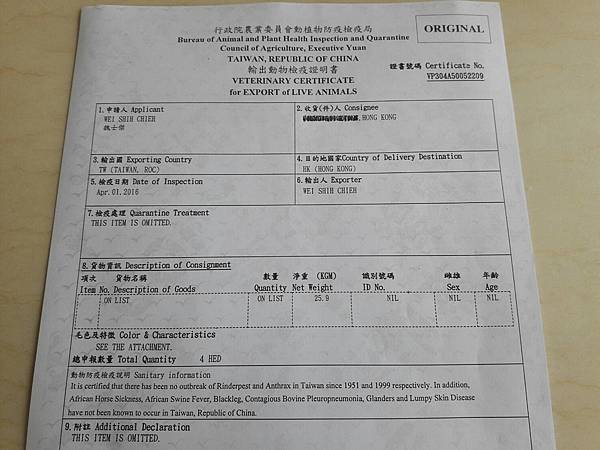 行政院農業委員會動植物防疫檢疫局
ORIGINAL
Bureau of Animal and Plant Health Inspection and Quarantine
Council of Agriculture, Executive Yuan
TAIWAN, REPUBLIC OF CHINA
輸出動物檢疫證明書
證書號碼 Certificate No.
VETERINARY CERTIFICATE
VP304A50052209
for EXPORT of LIVE ANIMALS
1.申請人 Applicant
WEI SHIH CHIEH
魏士傑
2.收貨(件)人 Consignee
,HONG KONG
3.輸出國 Exporting Country
TW (TAIWAN, ROC)
4.目的地國家Country of Delivery Destination
HK (HONG KONG)
5.檢疫日期 Date of Inspection
Apr.01,2016
6.輸出人 Exporter
WEI SHIH CHIEH
7.檢疫處理 Quarantine Treatment
THIS ITEM IS OMITTED.
8.貨物資訊 Description of Consignment
項次 貨物名稱 數量 淨重 (KGM) 識別號碼 雌雄 年齡
Item No. Description of Goods Quantity Net Weight ID No. Sex Age
ON LIST ON LIST 25.9 NIL NIL NIL
毛色及特徵 Color & Characteristics
SEE THE ATTACHMENT.
總申報數量 Total Quantity 4 HED
動物防疫檢疫說明 Sanitary information
It is certified that there has been no outbreak of Rinderpest and Anthrax in Taiwan since 1951 and 1999 respectively. In addition,
African Horse Sickness, African Swine Fever, Blackleg, Contagious Bovine Pleuropneumonia, Glanders and Lumpy Skin Disease
have not been known to occur in Taiwan, Republic of China.
9.附註 Additional Declaration
THIS ITEM IS OMITTED.